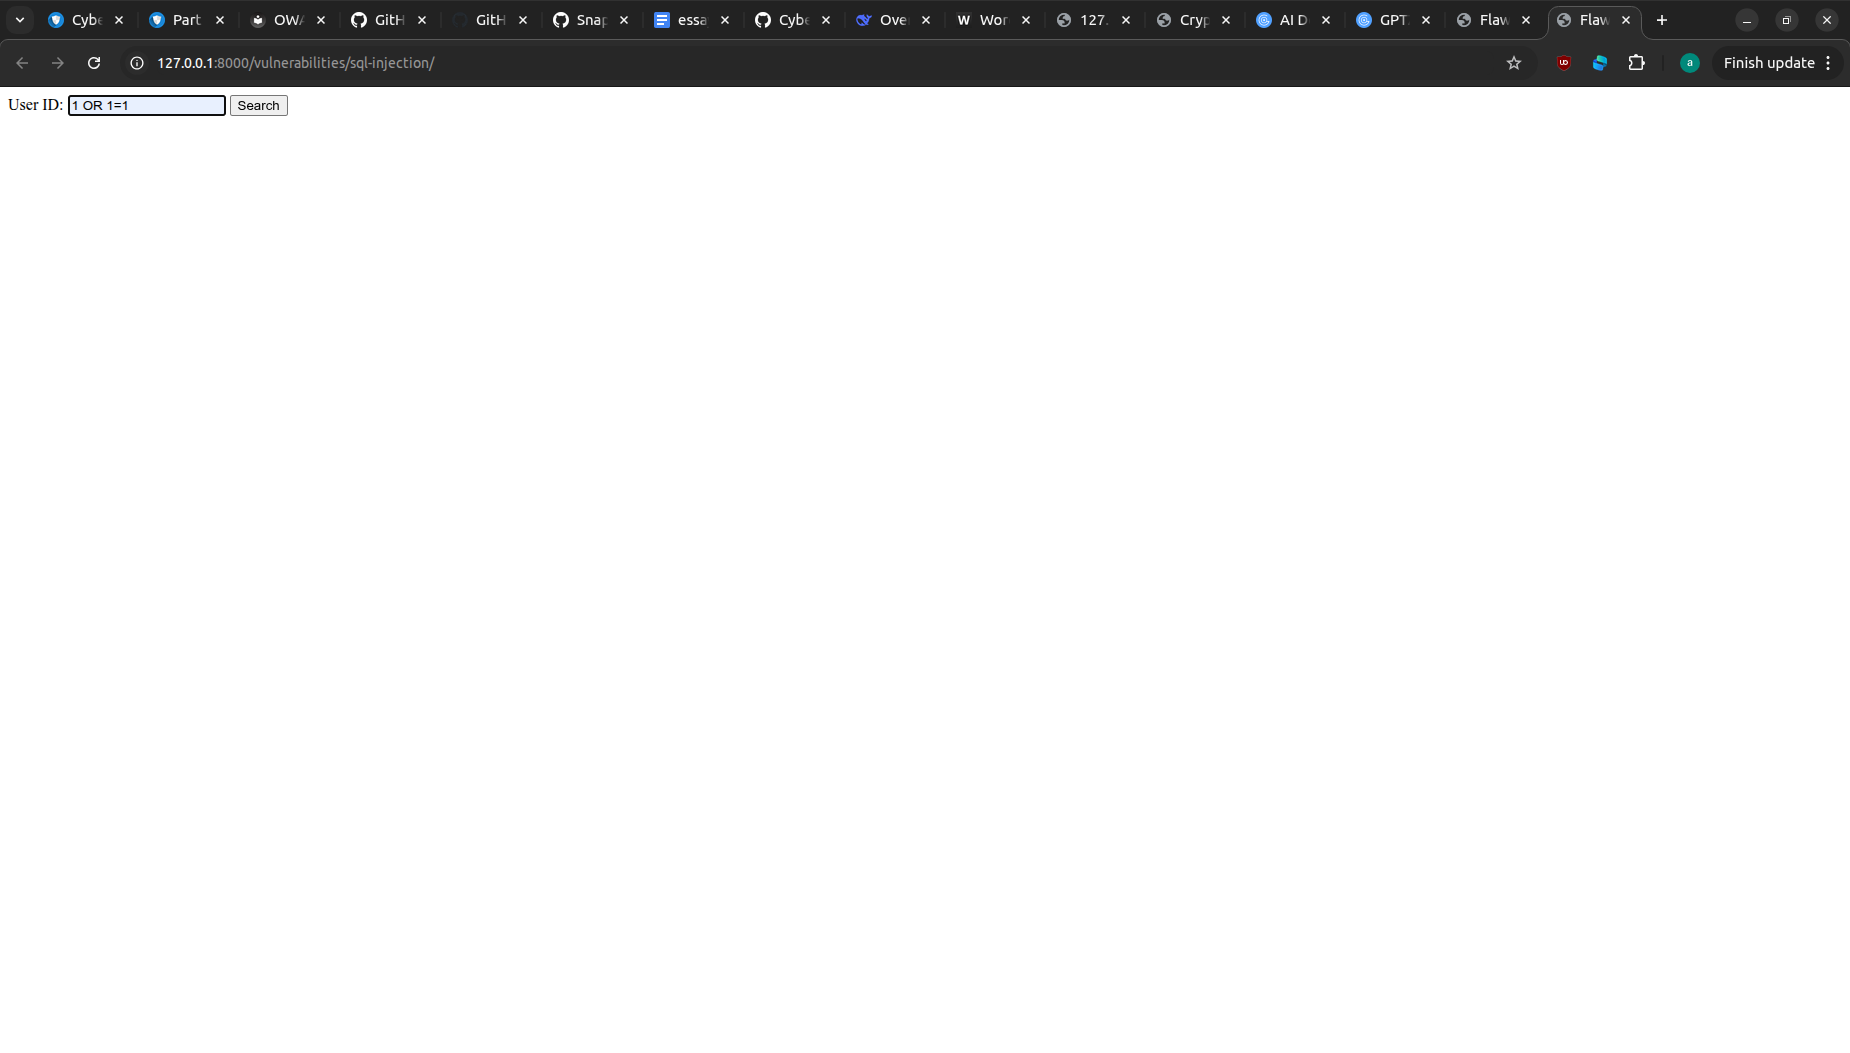 Cybe Part OWA GitH GitH Snap essa Cybe Ove Wor 127. Cryp AI D GPT Flaw Flaw
127.0.0.1:8000/vulnerabilities/sql-injection/ a Finish update
User ID: 1 OR 1=1 Search